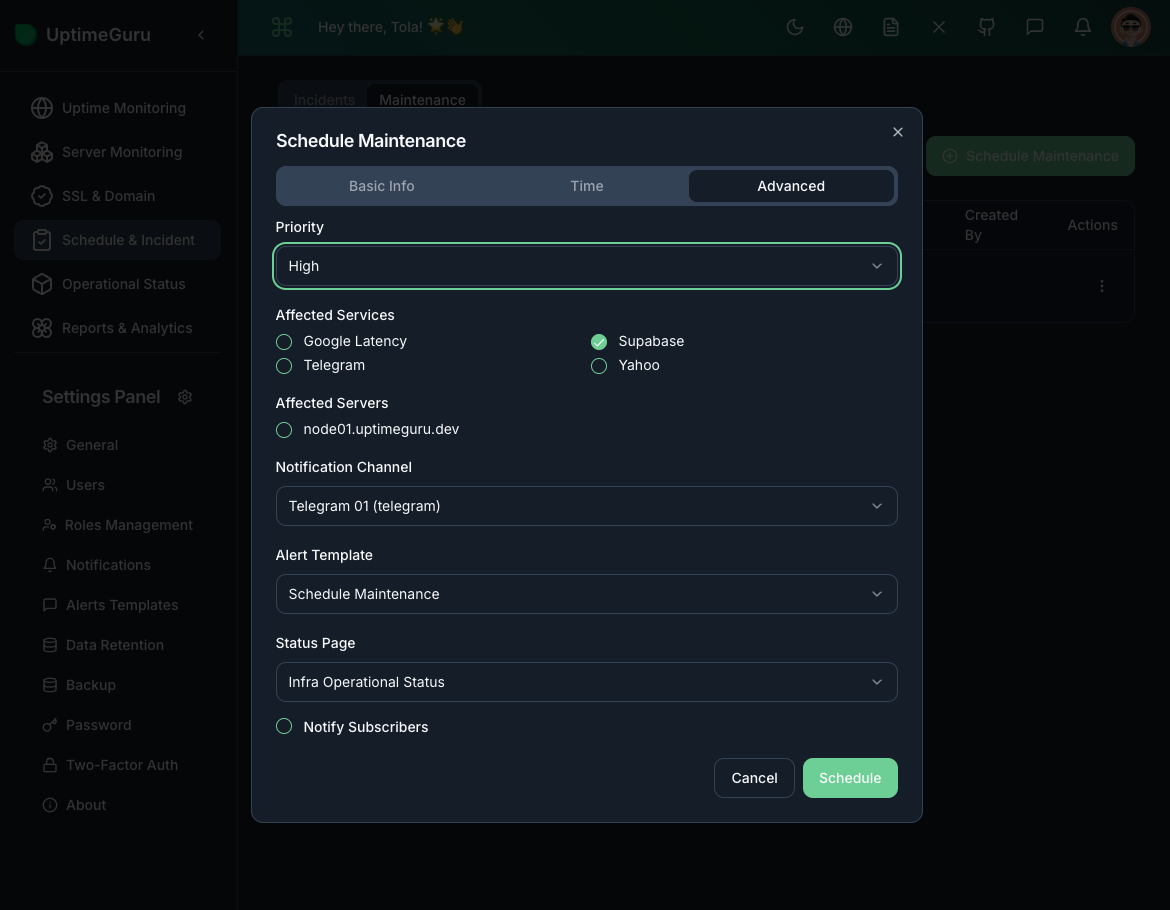 UptimeGuru
Hey there, Tola! 🌟👋
Uptime Monitoring
Server Monitoring
SSL & Domain
Schedule & Incident
Operational Status
Reports & Analytics
Settings Panel
General
Users
Roles Management
Notifications
Alerts Templates
Data Retention
Backup
Password
Two-Factor Auth
About
Incidents
Maintenance
Schedule Maintenance
Created
By
Actions
Schedule Maintenance
Basic Info
Time
Advanced
Priority
High
Affected Services
Google Latency
Supabase
Telegram
Yahoo
Affected Servers
node01.uptimeguru.dev
Notification Channel
Telegram 01 (telegram)
Alert Template
Schedule Maintenance
Status Page
Infra Operational Status
Notify Subscribers
Cancel
Schedule